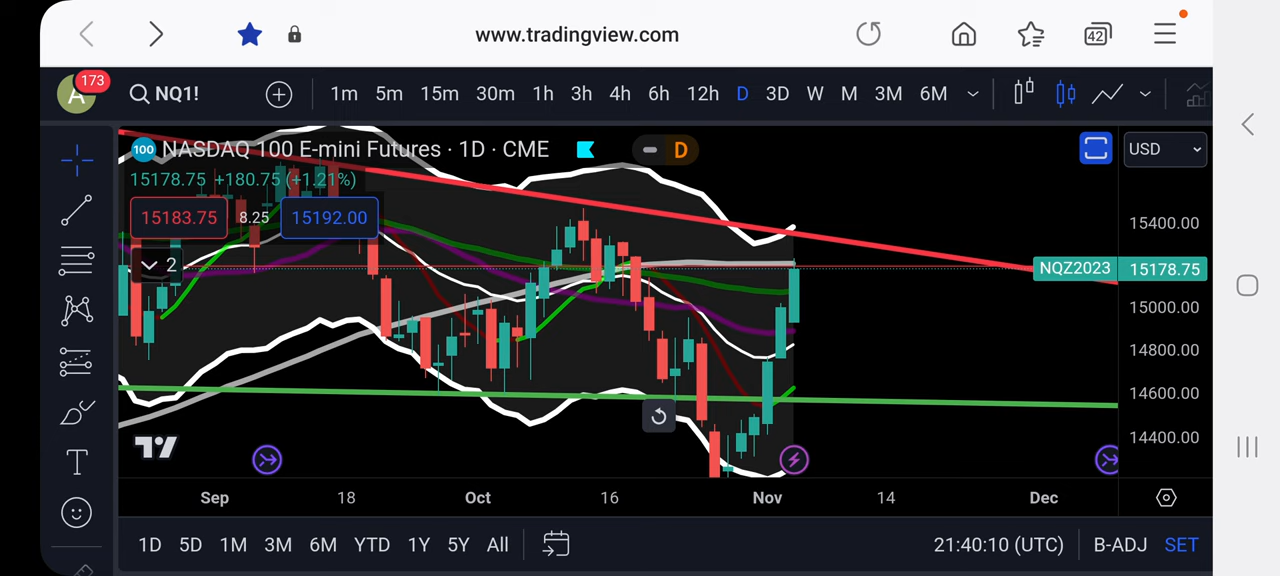 www.tradingview.com
42
A
173
NQ1!
1m 5m 15m 30m 1h 3h 4h 6h 12h D 3D W M 3M 6M
100 NASDAQ 100 E-mini Futures · 1D · CME D
USD
15178.75 +180.75 (+1.21%)
15183.75 8.25 15192.00
2
15400.00
NQZ2023 15178.75
15000.00
14800.00
14600.00
14400.00
T
Sep 18 Oct 16 Nov 14 Dec
1D 5D 1M 3M 6M YTD 1Y 5Y All
21:40:10 (UTC) B-ADJ SET